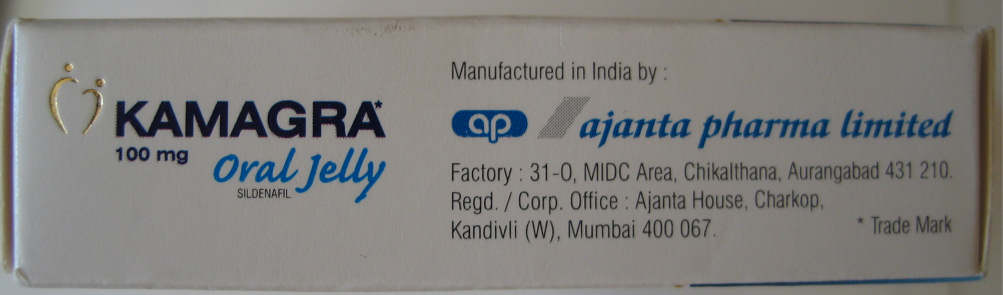 KAMAGRA*
100 mg
Oral Jelly
SILDENAFIL
Manufactured in India by :
ap ajanta pharma limited
Factory : 31-O, MIDC Area, Chikalthana, Aurangabad 431 210.
Regd. / Corp. Office : Ajanta House, Charkop,
Kandivli (W), Mumbai 400 067.
* Trade Mark